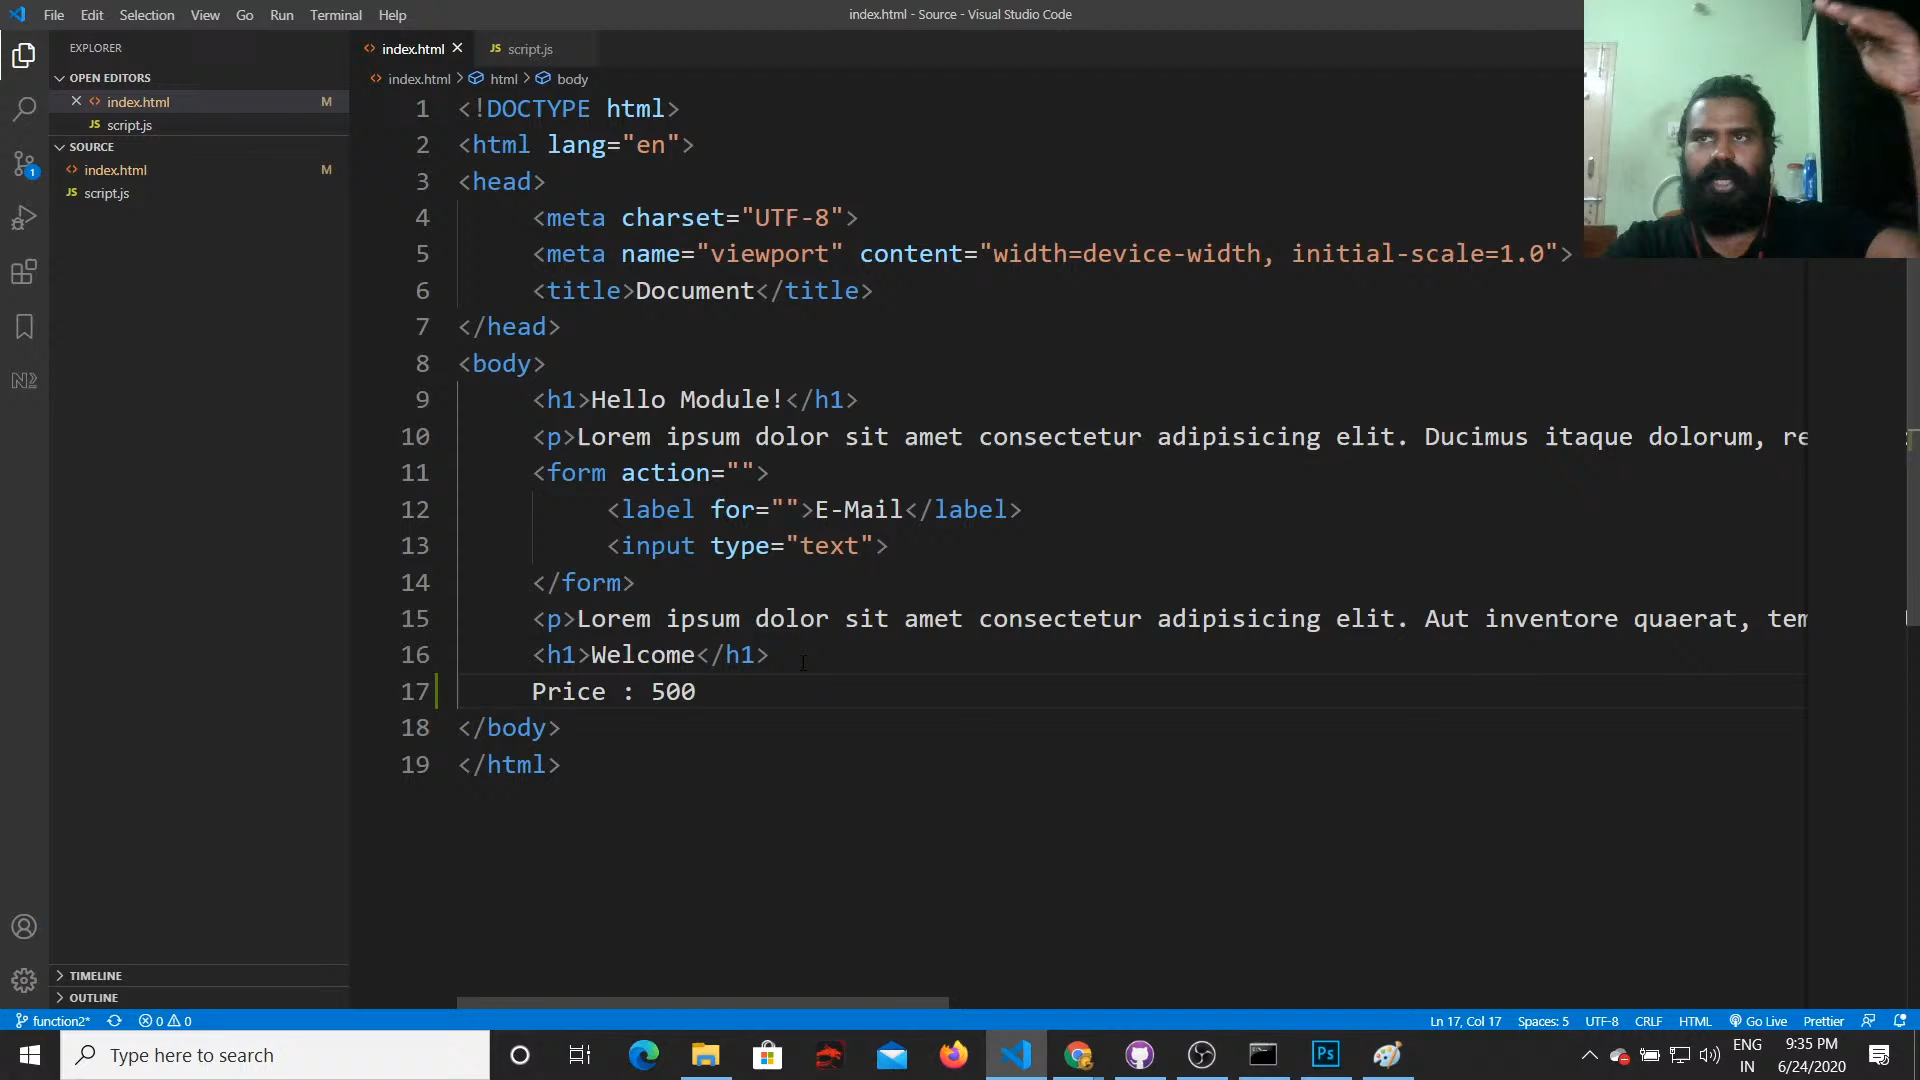 File Edit Selection View Go Run Terminal Help
index.html - Source - Visual Studio Code
EXPLORER
OPEN EDITORS
index.html M
JS script.js
SOURCE
index.html M
JS script.js
TIMELINE
OUTLINE
index.html
JS script.js
index.html > html > body
1 <!DOCTYPE html>
2 <html lang="en">
3 <head>
4 <meta charset="UTF-8">
5 <meta name="viewport" content="width=device-width, initial-scale=1.0">
6 <title>Document</title>
7 </head>
8 <body>
9 <h1>Hello Module!</h1>
10 <p>Lorem ipsum dolor sit amet consectetur adipisicing elit. Ducimus itaque dolorum, re
11 <form action="">
12 <label for="">E-Mail</label>
13 <input type="text">
14 </form>
15 <p>Lorem ipsum dolor sit amet consectetur adipisicing elit. Aut inventore quaerat, tem
16 <h1>Welcome</h1>
17 Price : 500
18 </body>
19 </html>
1
function2* 0 0
Ln 17, Col 17 Spaces: 5 UTF-8 CRLF HTML Go Live Prettier
Type here to search
Ps
ENG
IN
9:35 PM
6/24/2020